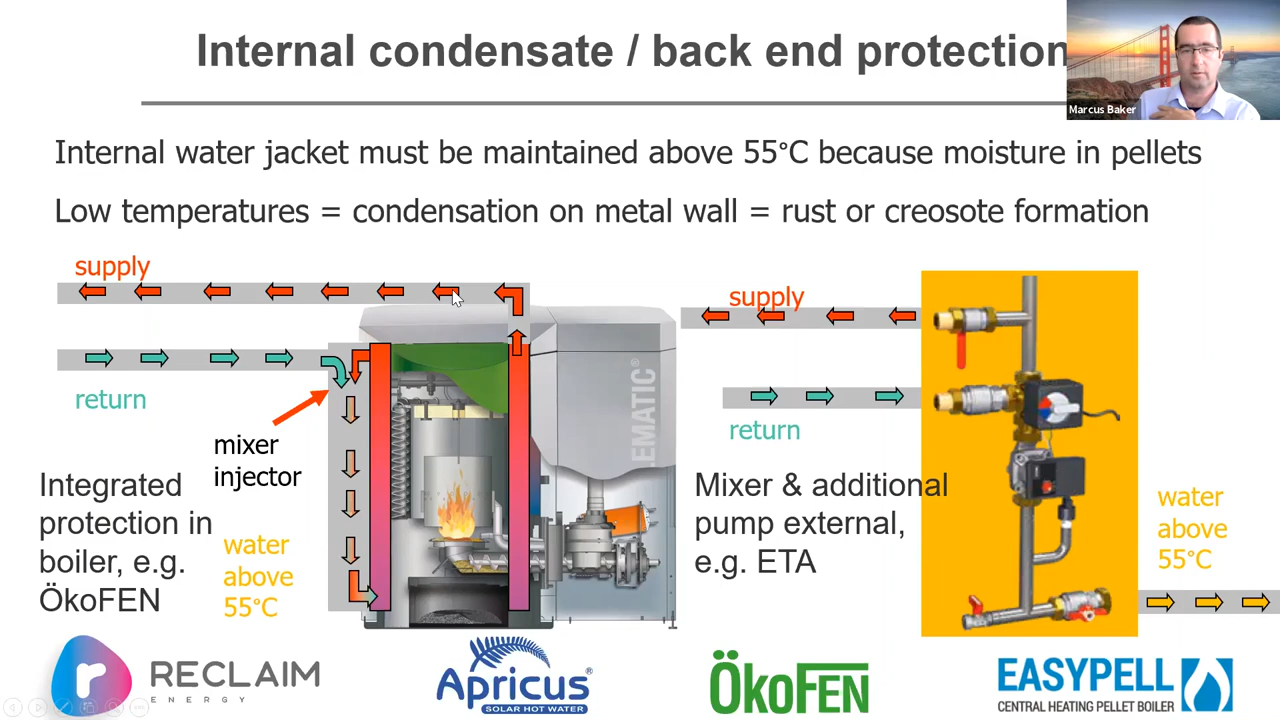 Internal condensate / back end protection
Marcus Baker
Internal water jacket must be maintained above 55°C because moisture in pellets
Low temperatures = condensation on metal wall = rust or creosote formation
supply
return
mixer
injector
Integrated
protection in
boiler, e.g.
ÖkoFEN
water
above
55°C
EMATIC®
supply
return
Mixer & additional
pump external,
e.g. ETA
water
above
55°C
r
RECLAIM
ENERGY
Apricus®
SOLAR HOT WATER
ÖkoFEN
EASYPELL
CENTRAL HEATING PELLET BOILER